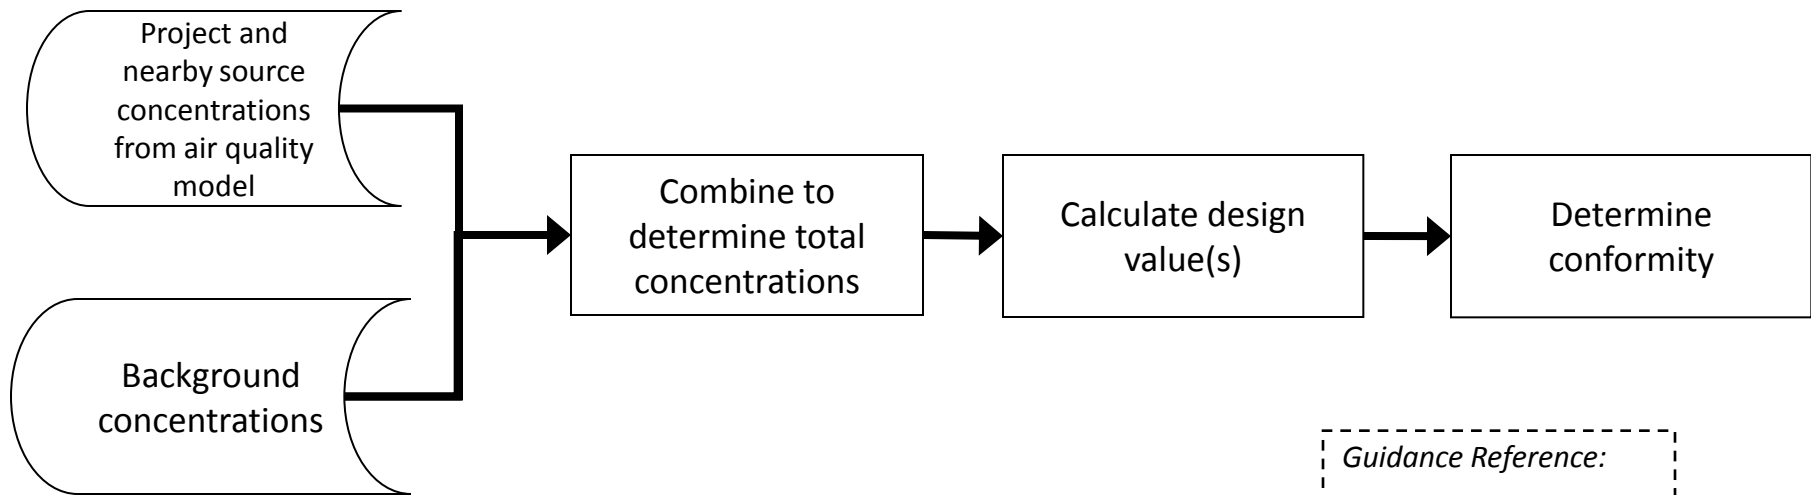 Project and
nearby source
concentrations
from air quality
model
Background
concentrations
Combine to
determine total
concentrations
Calculate design
value(s)
Determine
conformity
Guidance Reference: